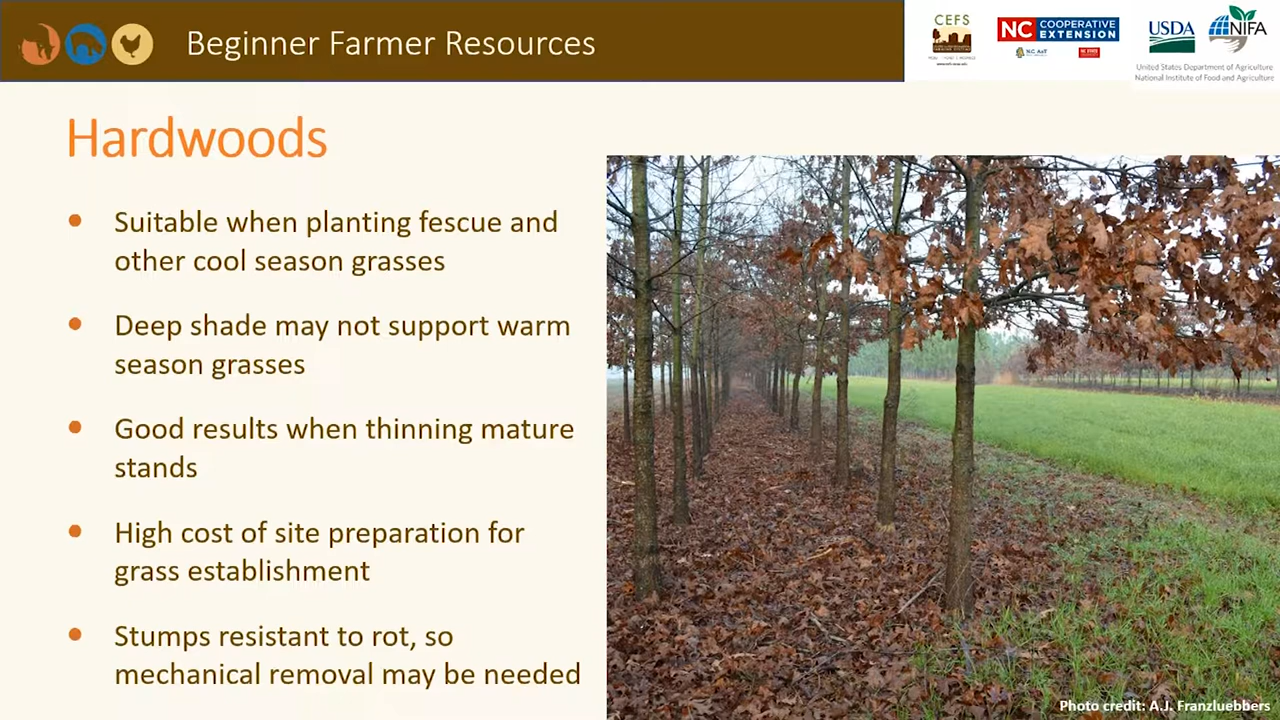 Beginner Farmer Resources
CEFS
NC COOPERATIVE
EXTENSION
USDA
NIFA
United States Department of Agriculture
National Institute of Food and Agriculture
Hardwoods
Suitable when planting fescue and
other cool season grasses
Deep shade may not support warm
season grasses
Good results when thinning mature
stands
High cost of site preparation for
grass establishment
Stumps resistant to rot, so
mechanical removal may be needed
Photo credit: A.J. Franzluebbers